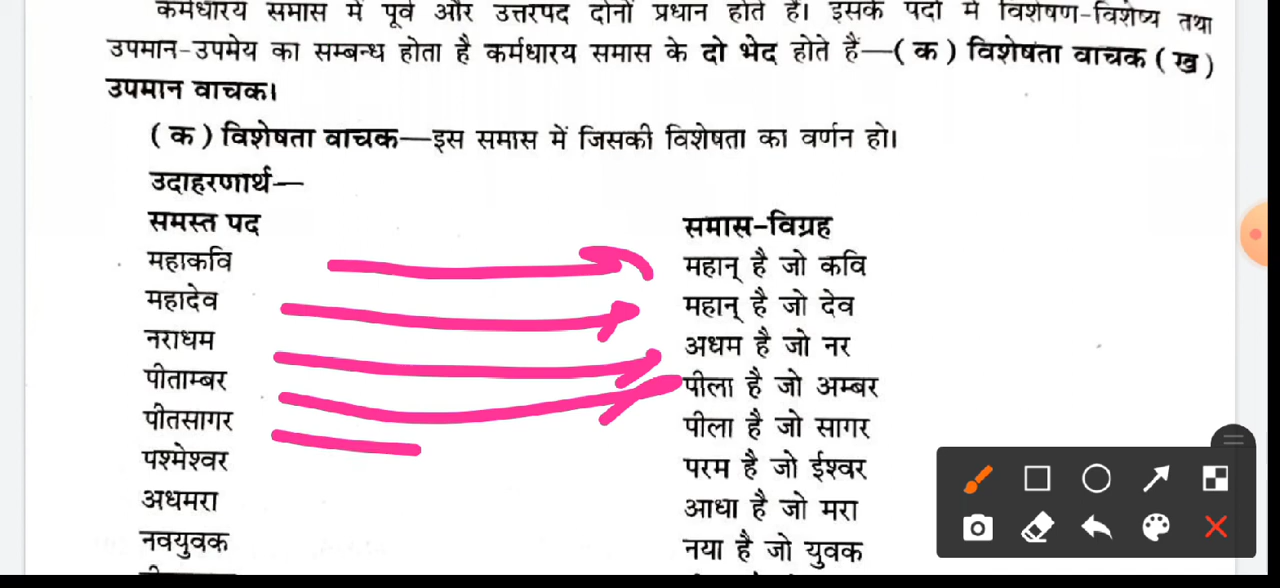 कर्मधारय समास में पूर्व और उत्तरपद दोनों प्रधान होते हैं। इसके पदों में विशेषण-विशेष्य तथा
उपमान-उपमेय का सम्बन्ध होता है कर्मधारय समास के दो भेद होते हैं—(क) विशेषता वाचक (ख)
उपमान वाचक।
(क) विशेषता वाचक—इस समास में जिसकी विशेषता का वर्णन हो।
उदाहरणार्थ—
समस्त पद समास-विग्रह
महाकवि महान् है जो कवि
महादेव महान् है जो देव
नराधम अधम है जो नर
पीताम्बर पीला है जो अम्बर
पीतसागर पीला है जो सागर
पश्मेश्वर परम है जो ईश्वर
अधमरा आधा है जो मरा
नवयुवक नया है जो युवक